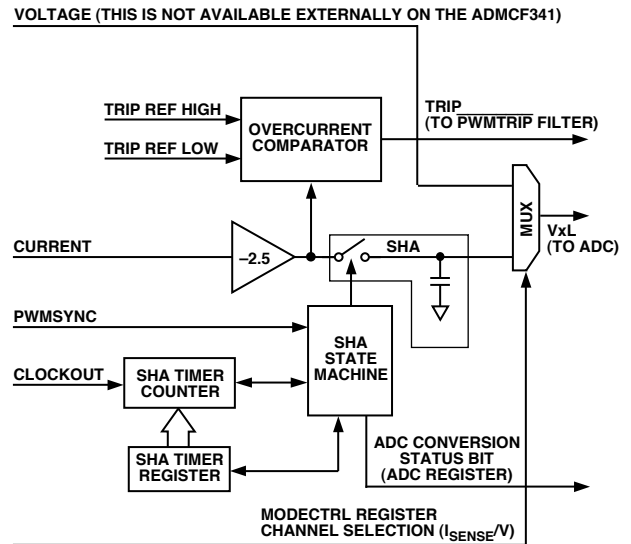 VOLTAGE (THIS IS NOT AVAILABLE EXTERNALLY ON THE ADMCF341)
TRIP REF HIGH
TRIP REF LOW
OVERCURRENT
COMPARATOR
TRIP
(TO PWMTRIP FILTER)
MUX
VxL
(TO ADC)
CURRENT
–2.5
SHA
PWMSYNC
SHA
STATE
MACHINE
CLOCKOUT
SHA TIMER
COUNTER
SHA TIMER
REGISTER
ADC CONVERSION
STATUS BIT
(ADC REGISTER)
MODECTRL REGISTER
CHANNEL SELECTION (ISENSE/V)